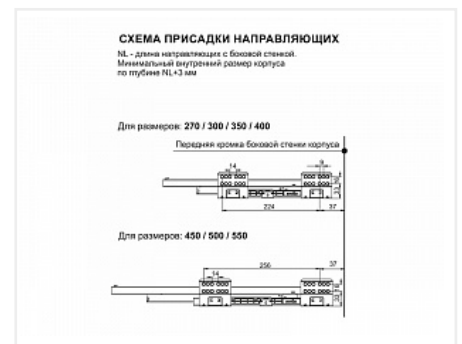 СХЕМА ПРИСАДКИ НАПРАВЛЯЮЩИХ
NL - длина направляющих с боковой стенкой.
Минимальный внутренний размер корпуса
по глубине NL+3 мм
Для размеров: 270 / 300 / 350 / 400
Передняя кромка боковой стенки корпуса
14
9
224
37
Для размеров: 450 / 500 / 550
256
37
14